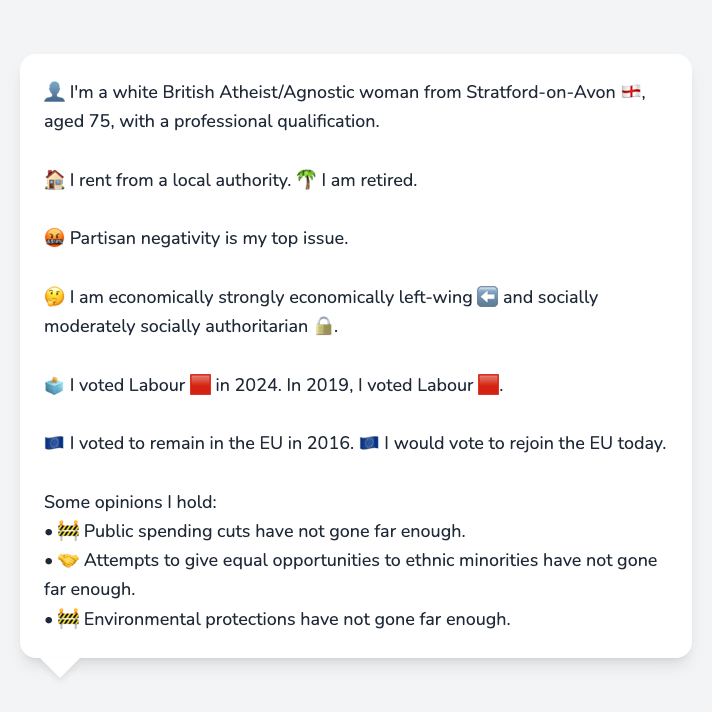 👤 I'm a white British Atheist/Agnostic woman from Stratford-on-Avon 🏴󠁧󠁢󠁥󠁮󠁧󠁿,
aged 75, with a professional qualification.
🏠 I rent from a local authority. 🌴 I am retired.
🤬 Partisan negativity is my top issue.
🤔 I am economically strongly economically left-wing ⬅️ and socially
moderately socially authoritarian 🔒.
🗳️ I voted Labour 🟥 in 2024. In 2019, I voted Labour 🟥.
🇪🇺 I voted to remain in the EU in 2016. 🇪🇺 I would vote to rejoin the EU today.
Some opinions I hold:
• 🚧 Public spending cuts have not gone far enough.
• 🤝 Attempts to give equal opportunities to ethnic minorities have not gone
far enough.
• 🚧 Environmental protections have not gone far enough.